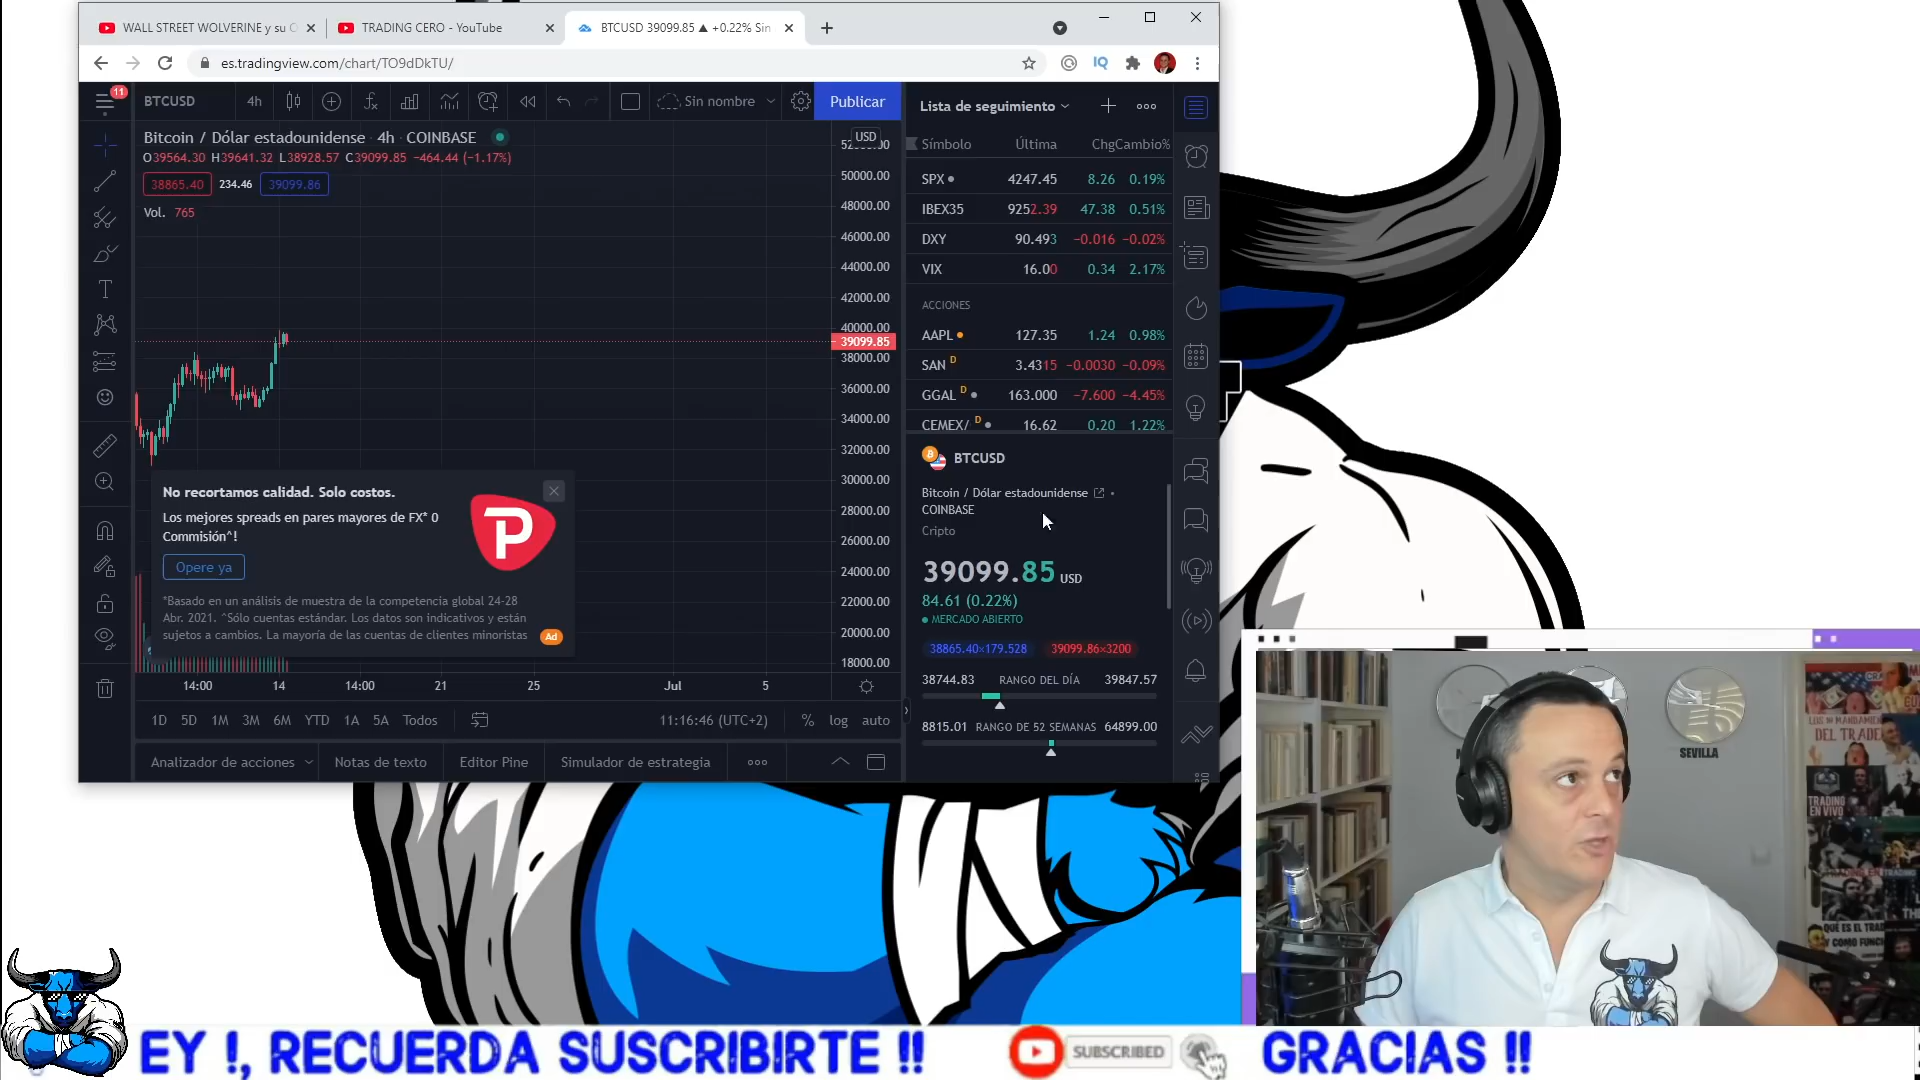 WALL STREET WOLVERINE y su
TRADING CERO - YouTube
BTCUSD 39099.85 ▲ +0.22% Sin
es.tradingview.com/chart/TO9dDkTU/
IQ
11
BTCUSD
4h
Sin nombre
Publicar
Bitcoin / Dólar estadounidense · 4h · COINBASE
O39564.30 H39641.32 L38928.57 C39099.85 −464.44 (−1.17%)
38865.40 234.46 39099.86
Vol. 765
USD
50000.00
48000.00
46000.00
44000.00
42000.00
40000.00
39099.85
38000.00
36000.00
34000.00
32000.00
30000.00
28000.00
26000.00
24000.00
22000.00
20000.00
18000.00
No recortamos calidad. Solo costos.
Los mejores spreads en pares mayores de FX* 0
Commisión^!
Opere ya
P
*Basado en un análisis de muestra de la competencia global 24-28
Abr. 2021. ^Sólo cuentas estándar. Los datos son indicativos y están
sujetos a cambios. La mayoría de las cuentas de clientes minoristas
Ad
14:00 14 14:00 21 25 Jul 5
1D 5D 1M 3M 6M YTD 1A 5A Todos
11:16:46 (UTC+2) % log auto
Analizador de acciones
Notas de texto
Editor Pine
Simulador de estrategia
Lista de seguimiento
Símbolo Última ChgCambio%
SPX 4247.45 8.26 0.19%
IBEX35 9252.39 47.38 0.51%
DXY 90.493 −0.016 −0.02%
VIX 16.00 0.34 2.17%
ACCIONES
AAPL 127.35 1.24 0.98%
SAN D 3.4315 −0.0030 −0.09%
GGAL D 163.000 −7.600 −4.45%
CEMEX/ D 16.62 0.20 1.22%
BTCUSD
Bitcoin / Dólar estadounidense
COINBASE
Cripto
39099.85 USD
84.61 (0.22%)
MERCADO ABIERTO
38865.40×179.528 39099.86×3200
38744.83 RANGO DEL DÍA 39847.57
8815.01 RANGO DE 52 SEMANAS 64899.00
SEVILLA
DEL TRADE
TRADING
EN VIVO
QUÉ ES EL TRAD
Y COMO FUNCI
EY !, RECUERDA SUSCRIBIRTE !!
SUBSCRIBED
GRACIAS !!